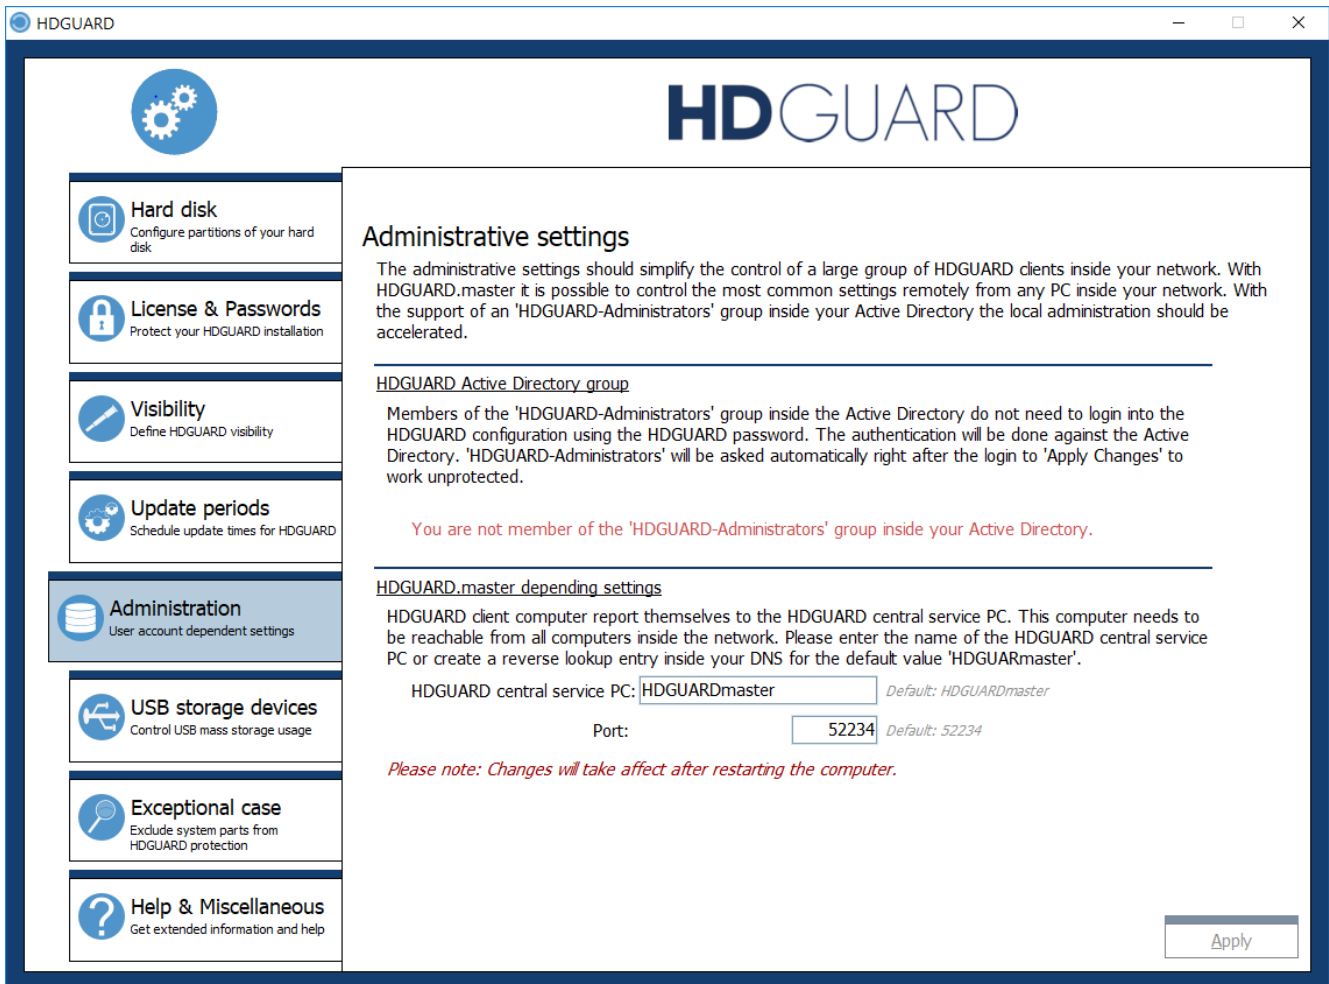 HDGUARD
HDGUARD
Hard disk
Configure partitions of your hard
disk
License & Passwords
Protect your HDGUARD installation
Visibility
Define HDGUARD visibility
Update periods
Schedule update times for HDGUARD
Administration
User account dependent settings
USB storage devices
Control USB mass storage usage
Exceptional case
Exclude system parts from
HDGUARD protection
Help & Miscellaneous
Get extended information and help
Administrative settings
The administrative settings should simplify the control of a large group of HDGUARD clients inside your network. With
HDGUARD.master it is possible to control the most common settings remotely from any PC inside your network. With
the support of an 'HDGUARD-Administrators' group inside your Active Directory the local administration should be
accelerated.
HDGUARD Active Directory group
Members of the 'HDGUARD-Administrators' group inside the Active Directory do not need to login into the
HDGUARD configuration using the HDGUARD password. The authentication will be done against the Active
Directory. 'HDGUARD-Administrators' will be asked automatically right after the login to 'Apply Changes' to
work unprotected.
You are not member of the 'HDGUARD-Administrators' group inside your Active Directory.
HDGUARD.master depending settings
HDGUARD client computer report themselves to the HDGUARD central service PC. This computer needs to
be reachable from all computers inside the network. Please enter the name of the HDGUARD central service
PC or create a reverse lookup entry inside your DNS for the default value 'HDGUARmaster'.
HDGUARD central service PC: HDGUARDmaster Default: HDGUARDmaster
Port: 52234 Default: 52234
Please note: Changes will take affect after restarting the computer.
Apply